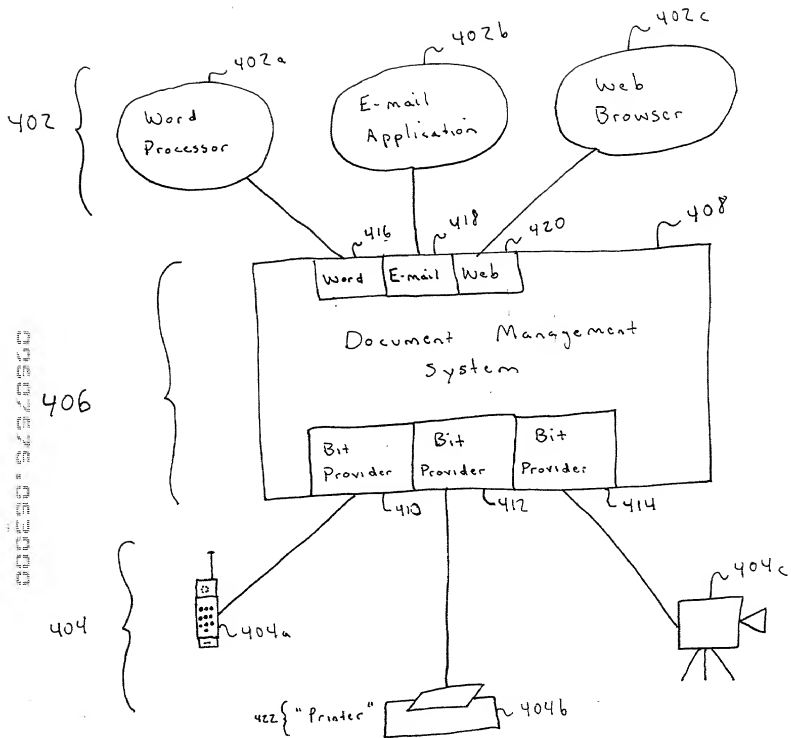 402a
402b
402c
402
Word
Processor
E-mail
Application
Web
Browser
416
418
420
408
Word
E-mail
Web
Document Management
System
406
Bit
Provider
Bit
Provider
Bit
Provider
410
412
414
404
404a
404c
422
"Printer"
404b